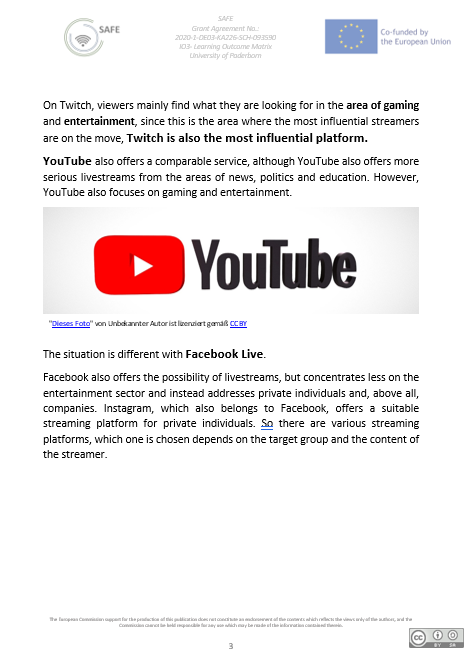 SAFE
SAFE
Grant Agreement No.:
2020-1-DE03-KA226-SCH-093590
IO3- Learning Outcome Matrix
University of Paderborn
Co-funded by
the European Union
On Twitch, viewers mainly find what they are looking for in the area of gaming
and entertainment, since this is the area where the most influential streamers
are on the move, Twitch is also the most influential platform.
YouTube also offers a comparable service, although YouTube also offers more
serious livestreams from the areas of news, politics and education. However,
YouTube also focuses on gaming and entertainment.
YouTube
"Dieses Foto" von Unbekannter Autor ist lizenziert gemäß CC BY
The situation is different with Facebook Live.
Facebook also offers the possibility of livestreams, but concentrates less on the
entertainment sector and instead addresses private individuals and, above all,
companies. Instagram, which also belongs to Facebook, offers a suitable
streaming platform for private individuals. So there are various streaming
platforms, which one is chosen depends on the target group and the content of
the streamer.
The European Commission support for the production of this publication does not constitute an endorsement of the contents which reflects the views only of the authors, and the
Commission cannot be held responsible for any use which may be made of the information contained therein.
3
CC
BY SA